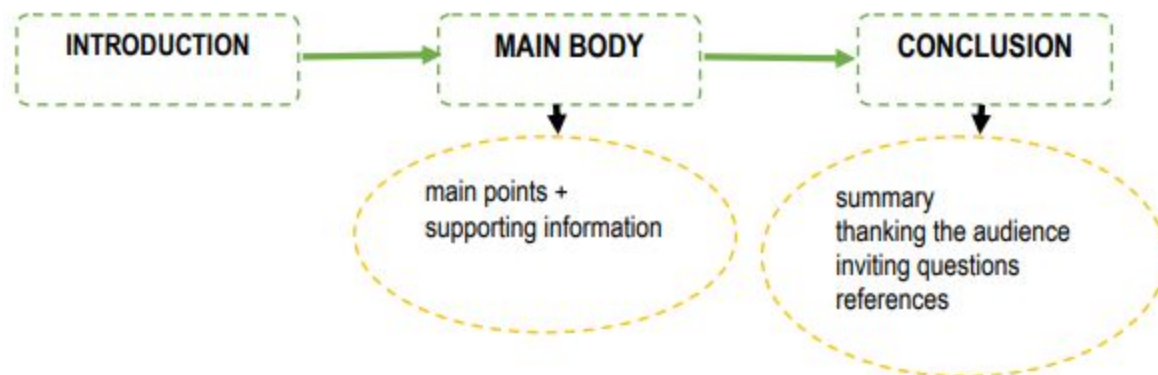 INTRODUCTION
MAIN BODY
CONCLUSION
main points +
supporting information
summary
thanking the audience
inviting questions
references